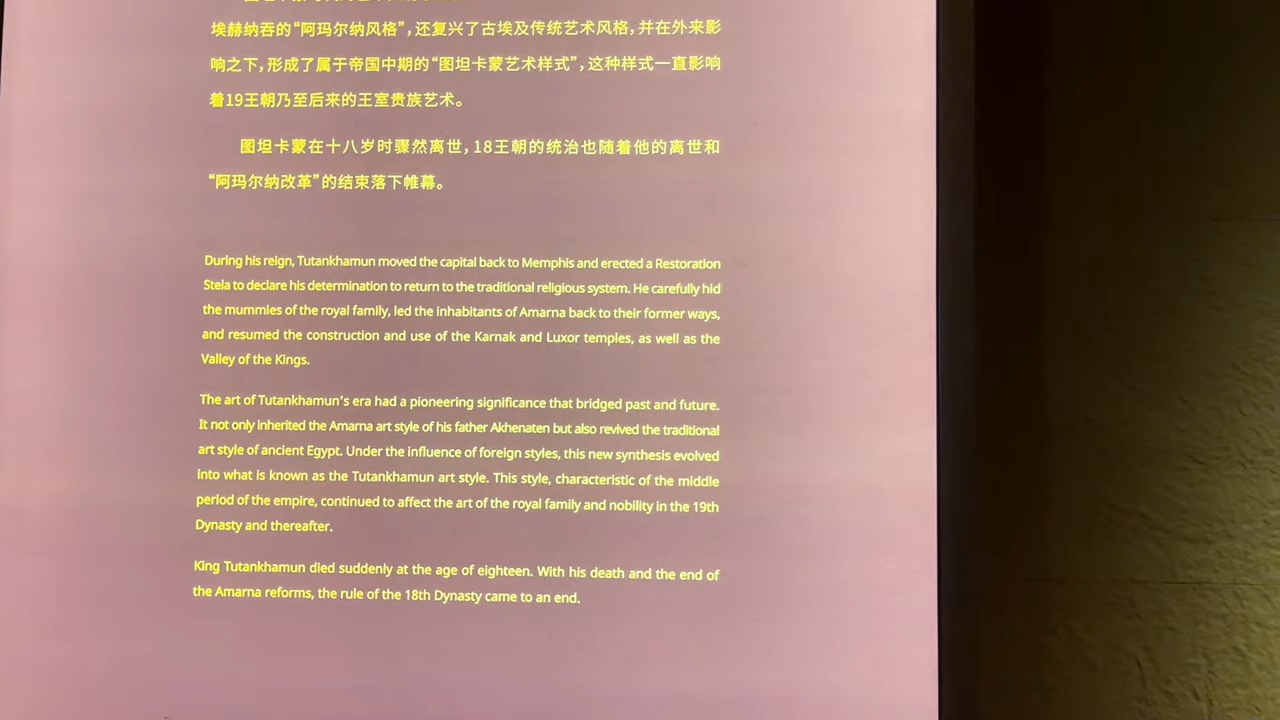 埃赫纳吞的“阿玛尔纳风格”，还复兴了古埃及传统艺术风格，并在外来影
响之下，形成了属于帝国中期的“图坦卡蒙艺术样式”，这种样式一直影响
着19王朝乃至后来的王室贵族艺术。
图坦卡蒙在十八岁时骤然离世，18王朝的统治也随着他的离世和
“阿玛尔纳改革”的结束落下帷幕。
During his reign, Tutankhamun moved the capital back to Memphis and erected a Restoration
Stela to declare his determination to return to the traditional religious system. He carefully hid
the mummies of the royal family, led the inhabitants of Amarna back to their former ways,
and resumed the construction and use of the Karnak and Luxor temples, as well as the
Valley of the Kings.
The art of Tutankhamun’s era had a pioneering significance that bridged past and future.
It not only inherited the Amarna art style of his father Akhenaten but also revived the traditional
art style of ancient Egypt. Under the influence of foreign styles, this new synthesis evolved
into what is known as the Tutankhamun art style. This style, characteristic of the middle
period of the empire, continued to affect the art of the royal family and nobility in the 19th
Dynasty and thereafter.
King Tutankhamun died suddenly at the age of eighteen. With his death and the end of
the Amarna reforms, the rule of the 18th Dynasty came to an end.